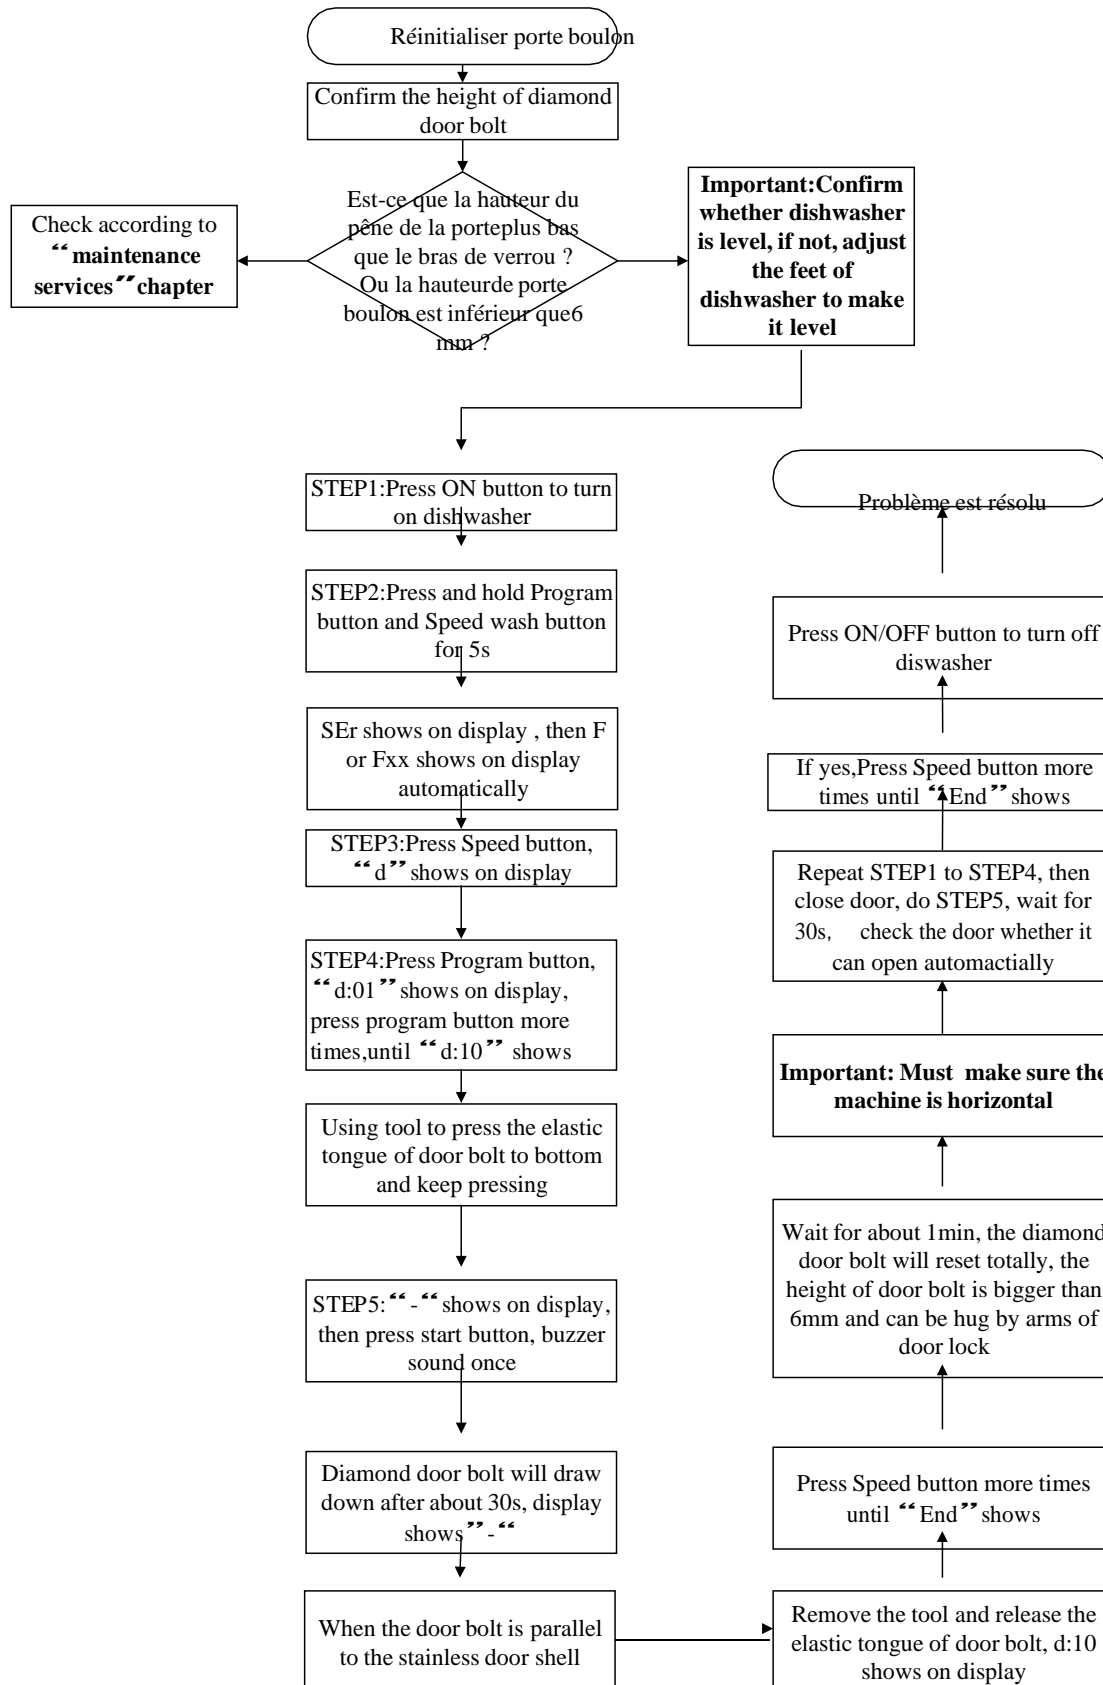 Réinitialiser porte boulon
Confirm the height of diamond
door bolt
Est-ce que la hauteur du
pêne de la porteplus bas
que le bras de verrou ?
Ou la hauteurde porte
boulon est inférieur que6
mm ?
Check according to
“maintenance
services”chapter
Important:Confirm
whether dishwasher
is level, if not, adjust
the feet of
dishwasher to make
it level
STEP1:Press ON button to turn
on dishwasher
STEP2:Press and hold Program
button and Speed wash button
for 5s
SEr shows on display , then F
or Fxx shows on display
automatically
STEP3:Press Speed button,
“d”shows on display
STEP4:Press Program button,
“d:01”shows on display,
press program button more
times,until “d:10” shows
Using tool to press the elastic
tongue of door bolt to bottom
and keep pressing
STEP5:“-“shows on display,
then press start button, buzzer
sound once
Diamond door bolt will draw
down after about 30s, display
shows”-“
When the door bolt is parallel
to the stainless door shell
Remove the tool and release the
elastic tongue of door bolt, d:10
shows on display
Press Speed button more times
until “End”shows
Wait for about 1min, the diamond
door bolt will reset totally, the
height of door bolt is bigger than
6mm and can be hug by arms of
door lock
Important: Must make sure the
machine is horizontal
Repeat STEP1 to STEP4, then
close door, do STEP5, wait for
30s, check the door whether it
can open automactially
If yes,Press Speed button more
times until “End”shows
Press ON/OFF button to turn off
diswasher
Problème est résolu